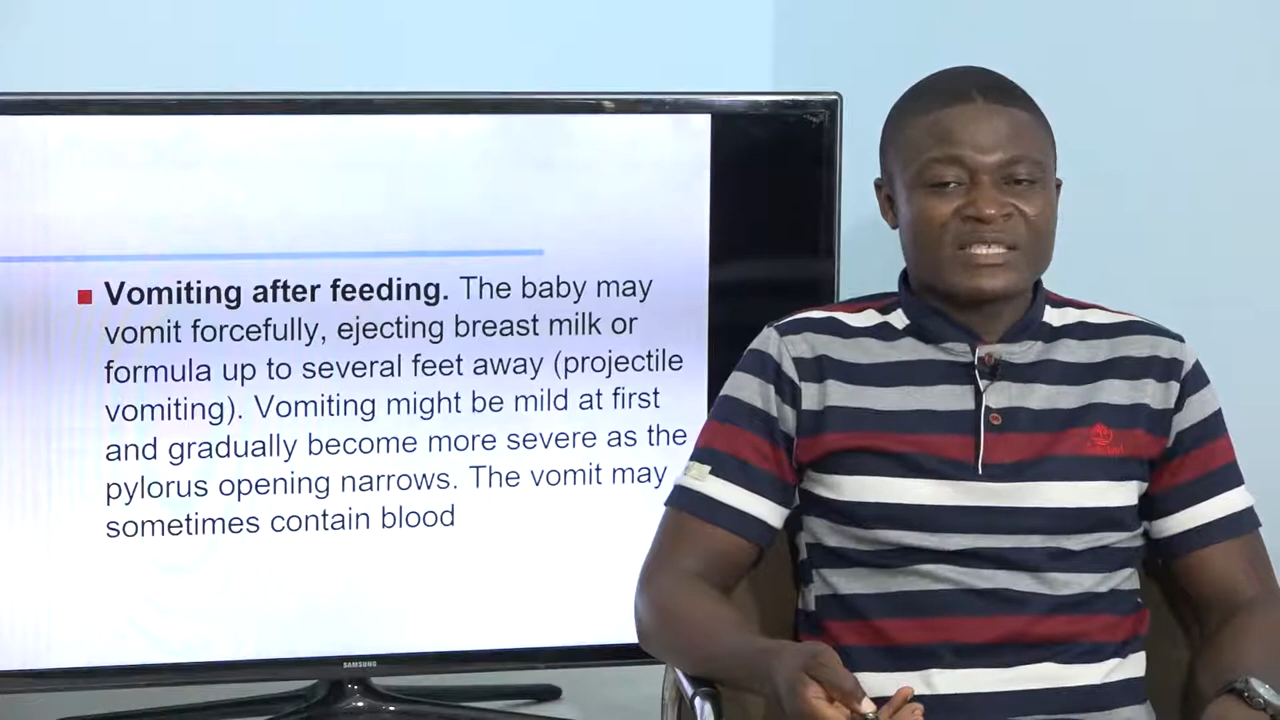 Vomiting after feeding. The baby may
vomit forcefully, ejecting breast milk or
formula up to several feet away (projectile
vomiting). Vomiting might be mild at first
and gradually become more severe as the
pylorus opening narrows. The vomit may
sometimes contain blood
SAMSUNG